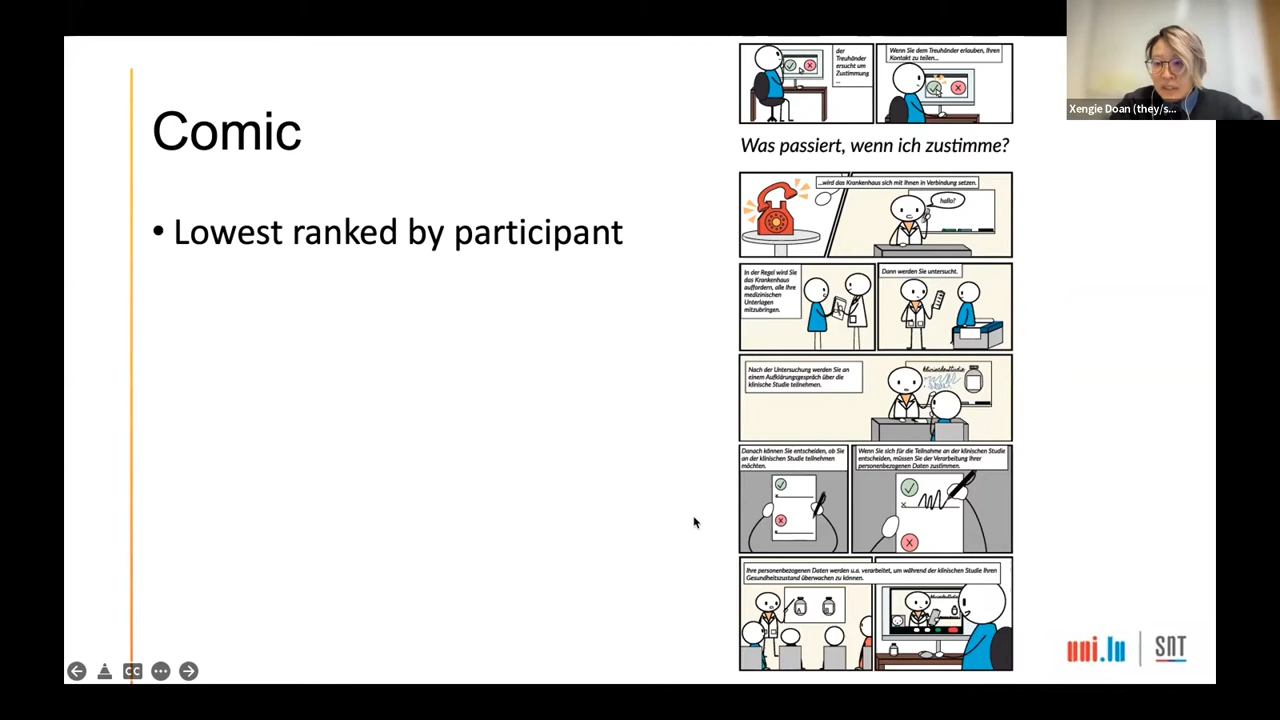 Comic
• Lowest ranked by participant
der
Treuhänder
ersucht um
Zustimmung
...
Wenn Sie dem Treuhänder erlauben, Ihren
Kontakt zu teilen...
Was passiert, wenn ich zustimme?
...wird das Krankenhaus sich mit Ihnen in Verbindung setzen.
hallo?
In der Regel wird Sie
das Krankenhaus
auffordern, alle Ihre
medizinischen
Unterlagen
mitzubringen.
Dann werden Sie untersucht.
Nach der Untersuchung werden Sie an
einem Aufklärungsgespräch über die
klinische Studie teilnehmen.
klinische Studie
Danach können Sie entscheiden, ob Sie
an der klinischen Studie teilnehmen
möchten.
Wenn Sie sich für die Teilnahme an der klinischen Studie
entscheiden, müssen Sie der Verarbeitung Ihrer
personenbezogenen Daten zustimmen.
Ihre personenbezogenen Daten werden u.a. verarbeitet, um während der klinischen Studie Ihren
Gesundheitszustand überwachen zu können.
A
B
Xengie Doan (they/s...
CC
uni.lu
SNT